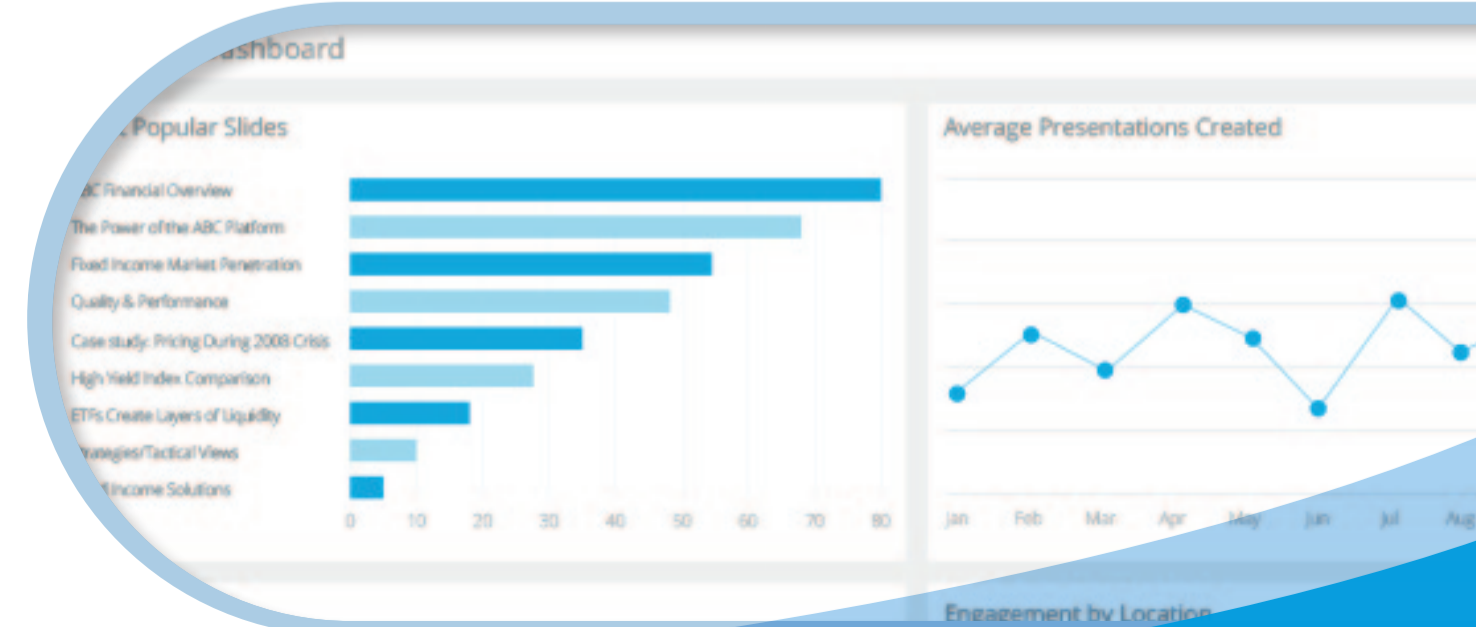 ashboard
Popular Slides
BC Financial Overview
The Power of the ABC Platform
Fixed Income Market Penetration
Quality & Performance
Case study: Pricing During 2008 Crisis
High Yield Index Comparison
ETFs Create Layers of Liquidity
trategies/Tactical Views
Income Solutions
0 10 20 30 40 50 60 70 80
Average Presentations Created
Jan Feb Mar Apr May Jun Jul Aug
Engagement by Location